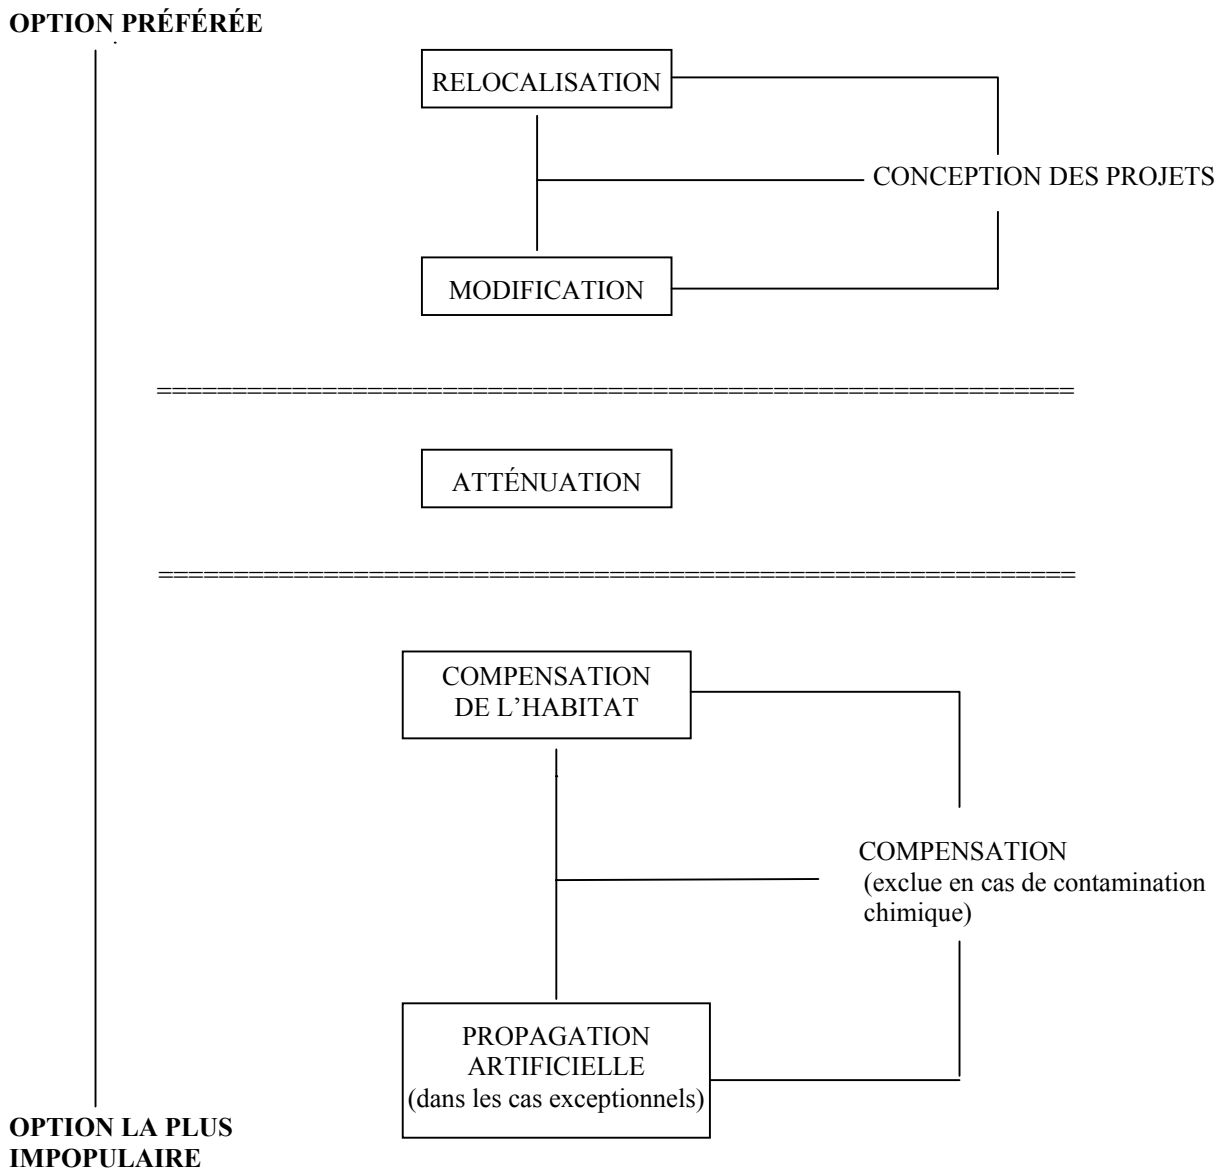 OPTION PRÉFÉRÉE
RELOCALISATION
CONCEPTION DES PROJETS
MODIFICATION
=============================================================
ATTÉNUATION
=============================================================
COMPENSATION
DE L’HABITAT
COMPENSATION
(exclue en cas de contamination
chimique)
PROPAGATION
ARTIFICIELLE
(dans les cas exceptionnels)
OPTION LA PLUS
IMPOPULAIRE